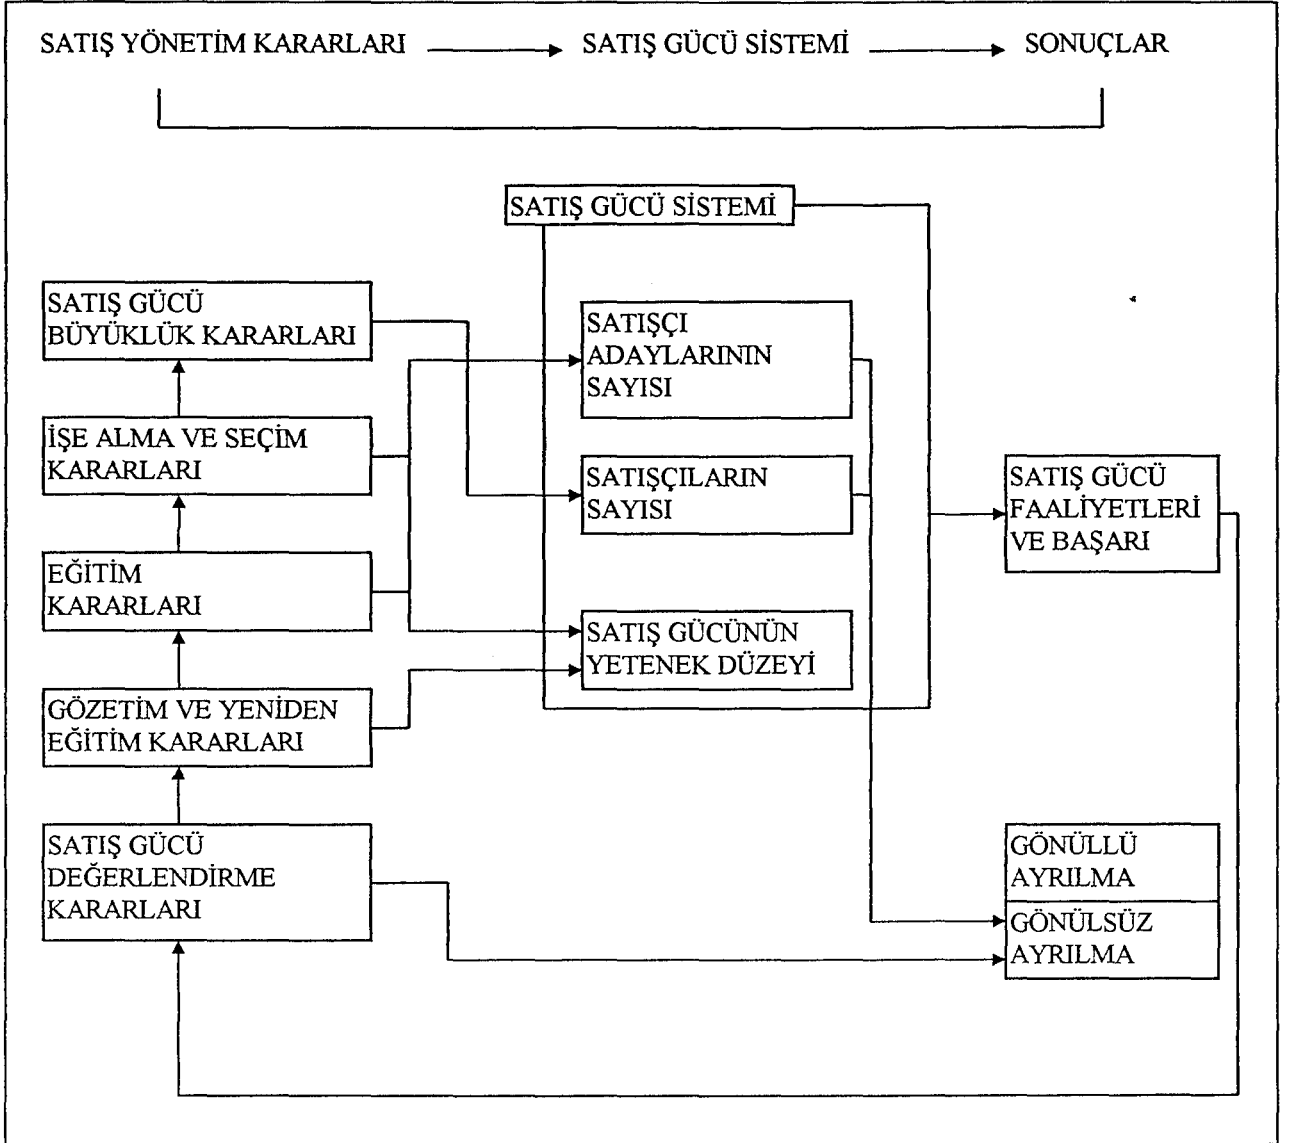 SATIŞ YÖNETİM KARARLARI SATIŞ GÜCÜ SİSTEMİ SONUÇLAR
SATIŞ GÜCÜ SİSTEMİ
SATIŞ GÜCÜ
BÜYÜKLÜK KARARLARI
İŞE ALMA VE SEÇİM
KARARLARI
EĞİTİM
KARARLARI
GÖZETİM VE YENİDEN
EĞİTİM KARARLARI
SATIŞ GÜCÜ
DEĞERLENDİRME
KARARLARI
SATIŞÇI
ADAYLARININ
SAYISI
SATIŞÇILARIN
SAYISI
SATIŞ GÜCÜNÜN
YETENEK DÜZEYİ
SATIŞ GÜCÜ
FAALİYETLERİ
VE BAŞARI
GÖNÜLLÜ
AYRILMA
GÖNÜLSÜZ
AYRILMA